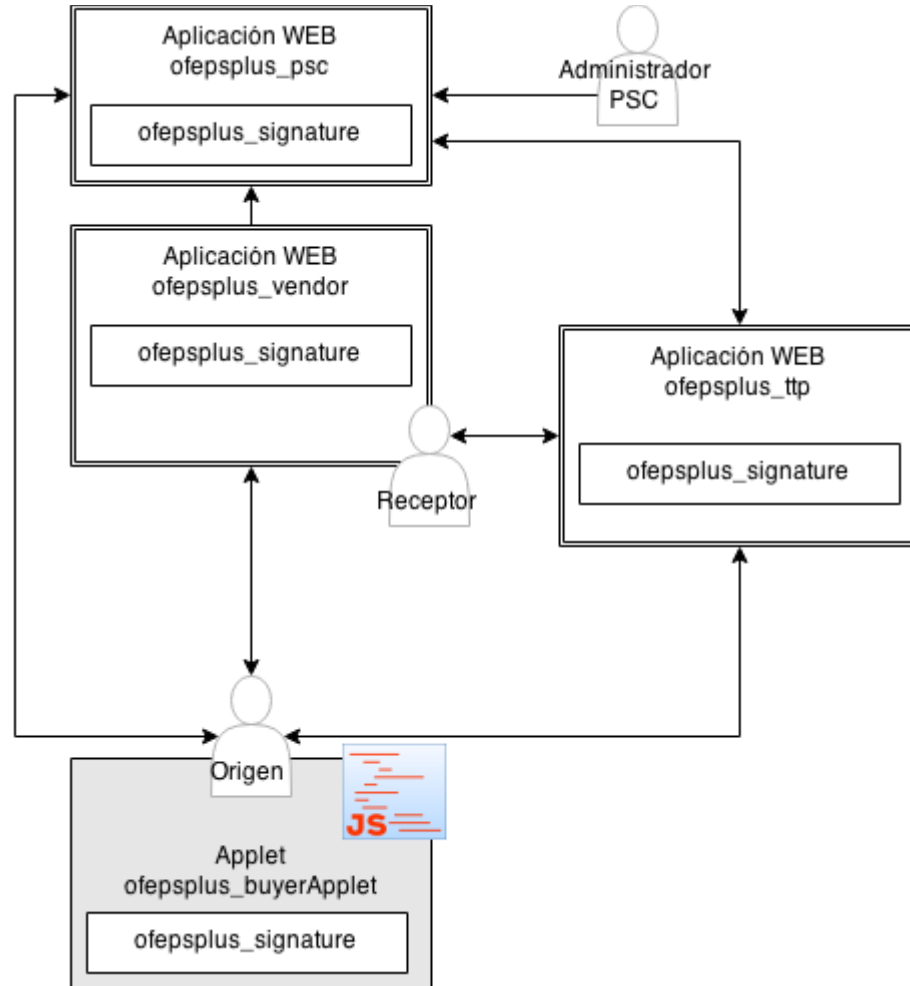 Aplicación WEB
ofepsplus_psc
ofepsplus_signature
Administrador
PSC
Aplicación WEB
ofepsplus_vendor
ofepsplus_signature
Aplicación WEB
ofepsplus_ttp
ofepsplus_signature
Receptor
Origen
JS
Applet
ofepsplus_buyerApplet
ofepsplus_signature